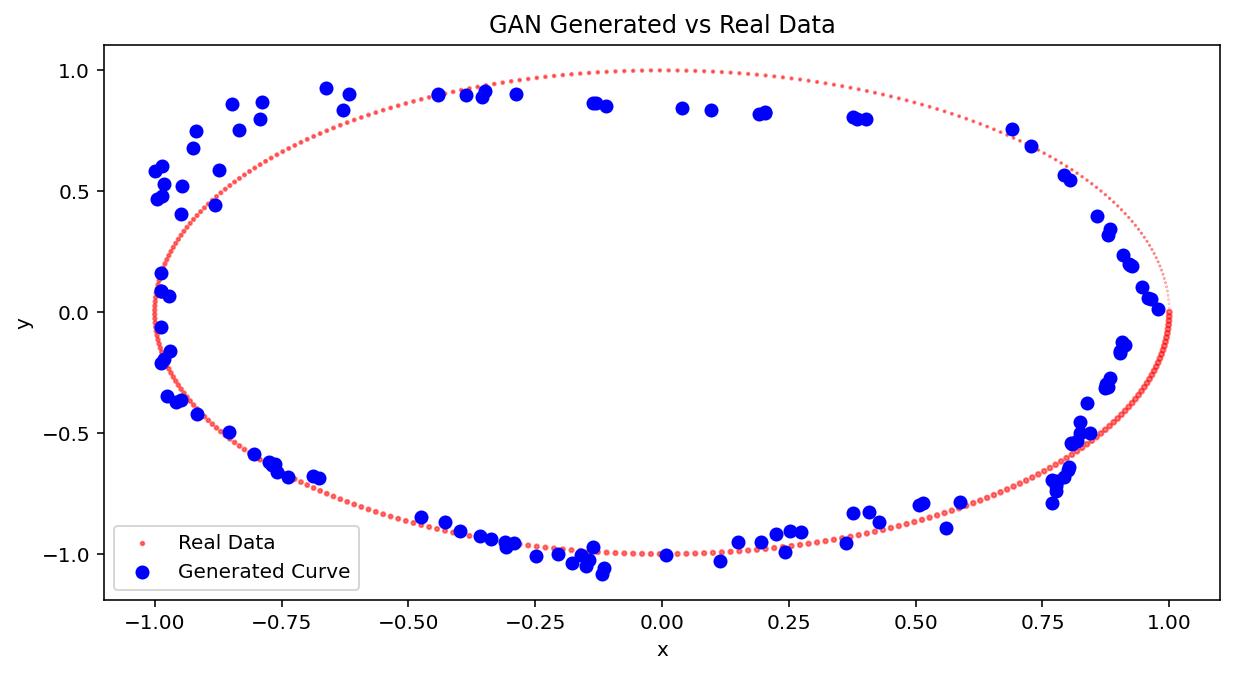 GAN Generated vs Real Data
1.0
0.5
0.0
−0.5
−1.0
y
Real Data
Generated Curve
−1.00 −0.75 −0.50 −0.25 0.00 0.25 0.50 0.75 1.00
x